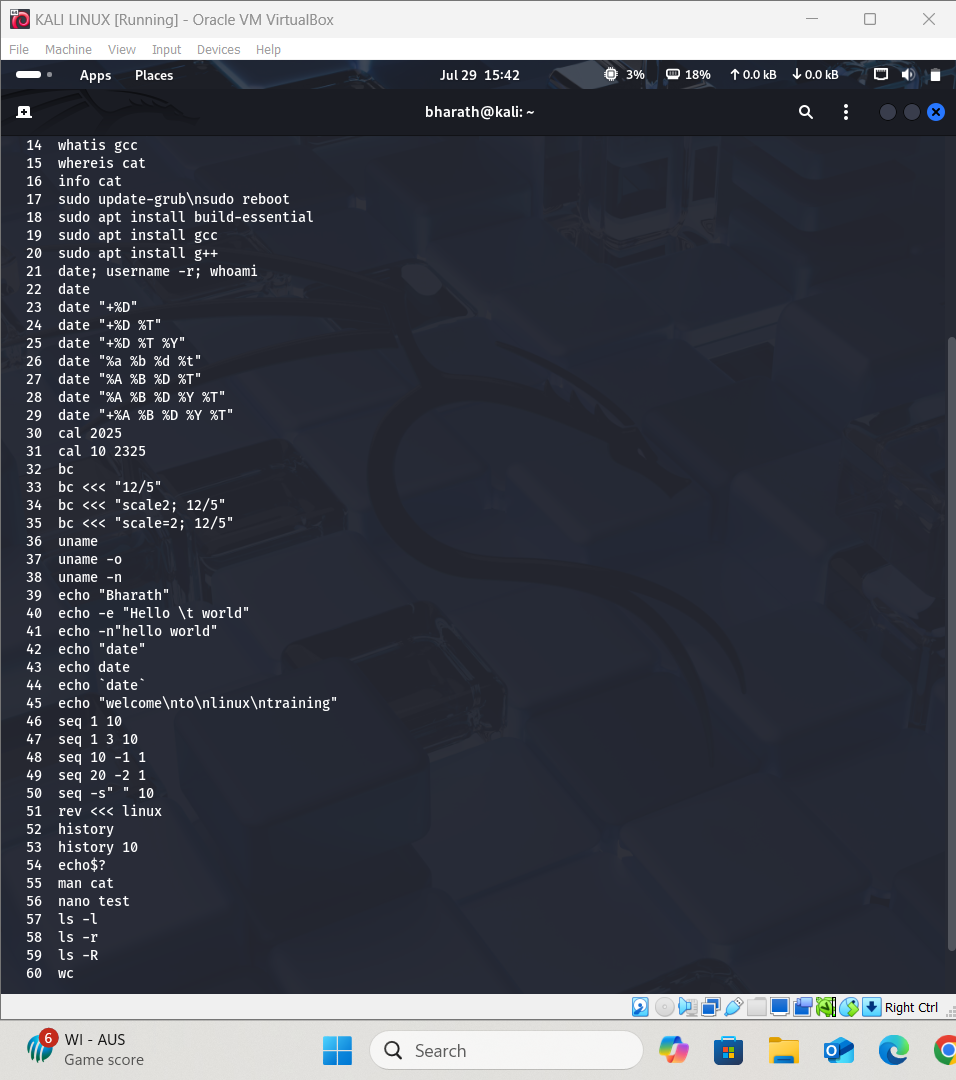 KALI LINUX [Running] - Oracle VM VirtualBox
File Machine View Input Devices Help
Apps Places Jul 29 15:42 3% 18% ↑ 0.0 kB ↓ 0.0 kB
bharath@kali: ~
14 whatis gcc
15 whereis cat
16 info cat
17 sudo update-grub\nsudo reboot
18 sudo apt install build-essential
19 sudo apt install gcc
20 sudo apt install g++
21 date; username -r; whoami
22 date
23 date "+%D"
24 date "+%D %T"
25 date "+%D %T %Y"
26 date "%a %b %d %t"
27 date "%A %B %D %T"
28 date "%A %B %D %Y %T"
29 date "+%A %B %D %Y %T"
30 cal 2025
31 cal 10 2325
32 bc
33 bc <<< "12/5"
34 bc <<< "scale2; 12/5"
35 bc <<< "scale=2; 12/5"
36 uname
37 uname -o
38 uname -n
39 echo "Bharath"
40 echo -e "Hello \t world"
41 echo -n"hello world"
42 echo "date"
43 echo date
44 echo `date`
45 echo "welcome\nto\nlinux\ntraining"
46 seq 1 10
47 seq 1 3 10
48 seq 10 -1 1
49 seq 20 -2 1
50 seq -s" " 10
51 rev <<< linux
52 history
53 history 10
54 echo$?
55 man cat
56 nano test
57 ls -l
58 ls -r
59 ls -R
60 wc
Right Ctrl
6 WI - AUS
Game score
Search